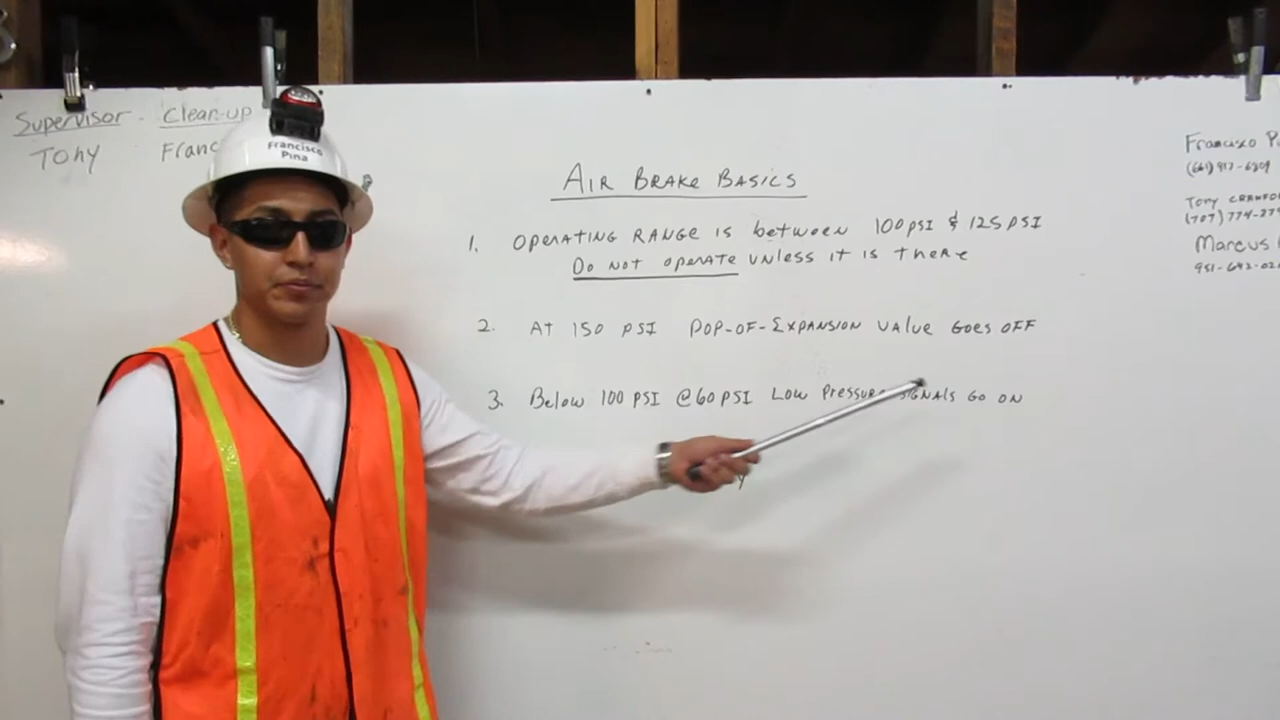 Supervisor - Clean-up
Tony Franc
Francisco
Pina
AIR BRAKE BASICS
1. OPERATING RANGE is between 100 PSI & 125 PSI
Do not operate unless it is there
2. AT 150 PSI POP-OF-EXPANSION VALUE GOES OFF
3. Below 100 PSI @ 60 PSI Low Pressure SIGNALS GO ON
Francisco P
(661) 917-6809
Tony CRAWFO
(707) 774-27
Marcus
951-642-02